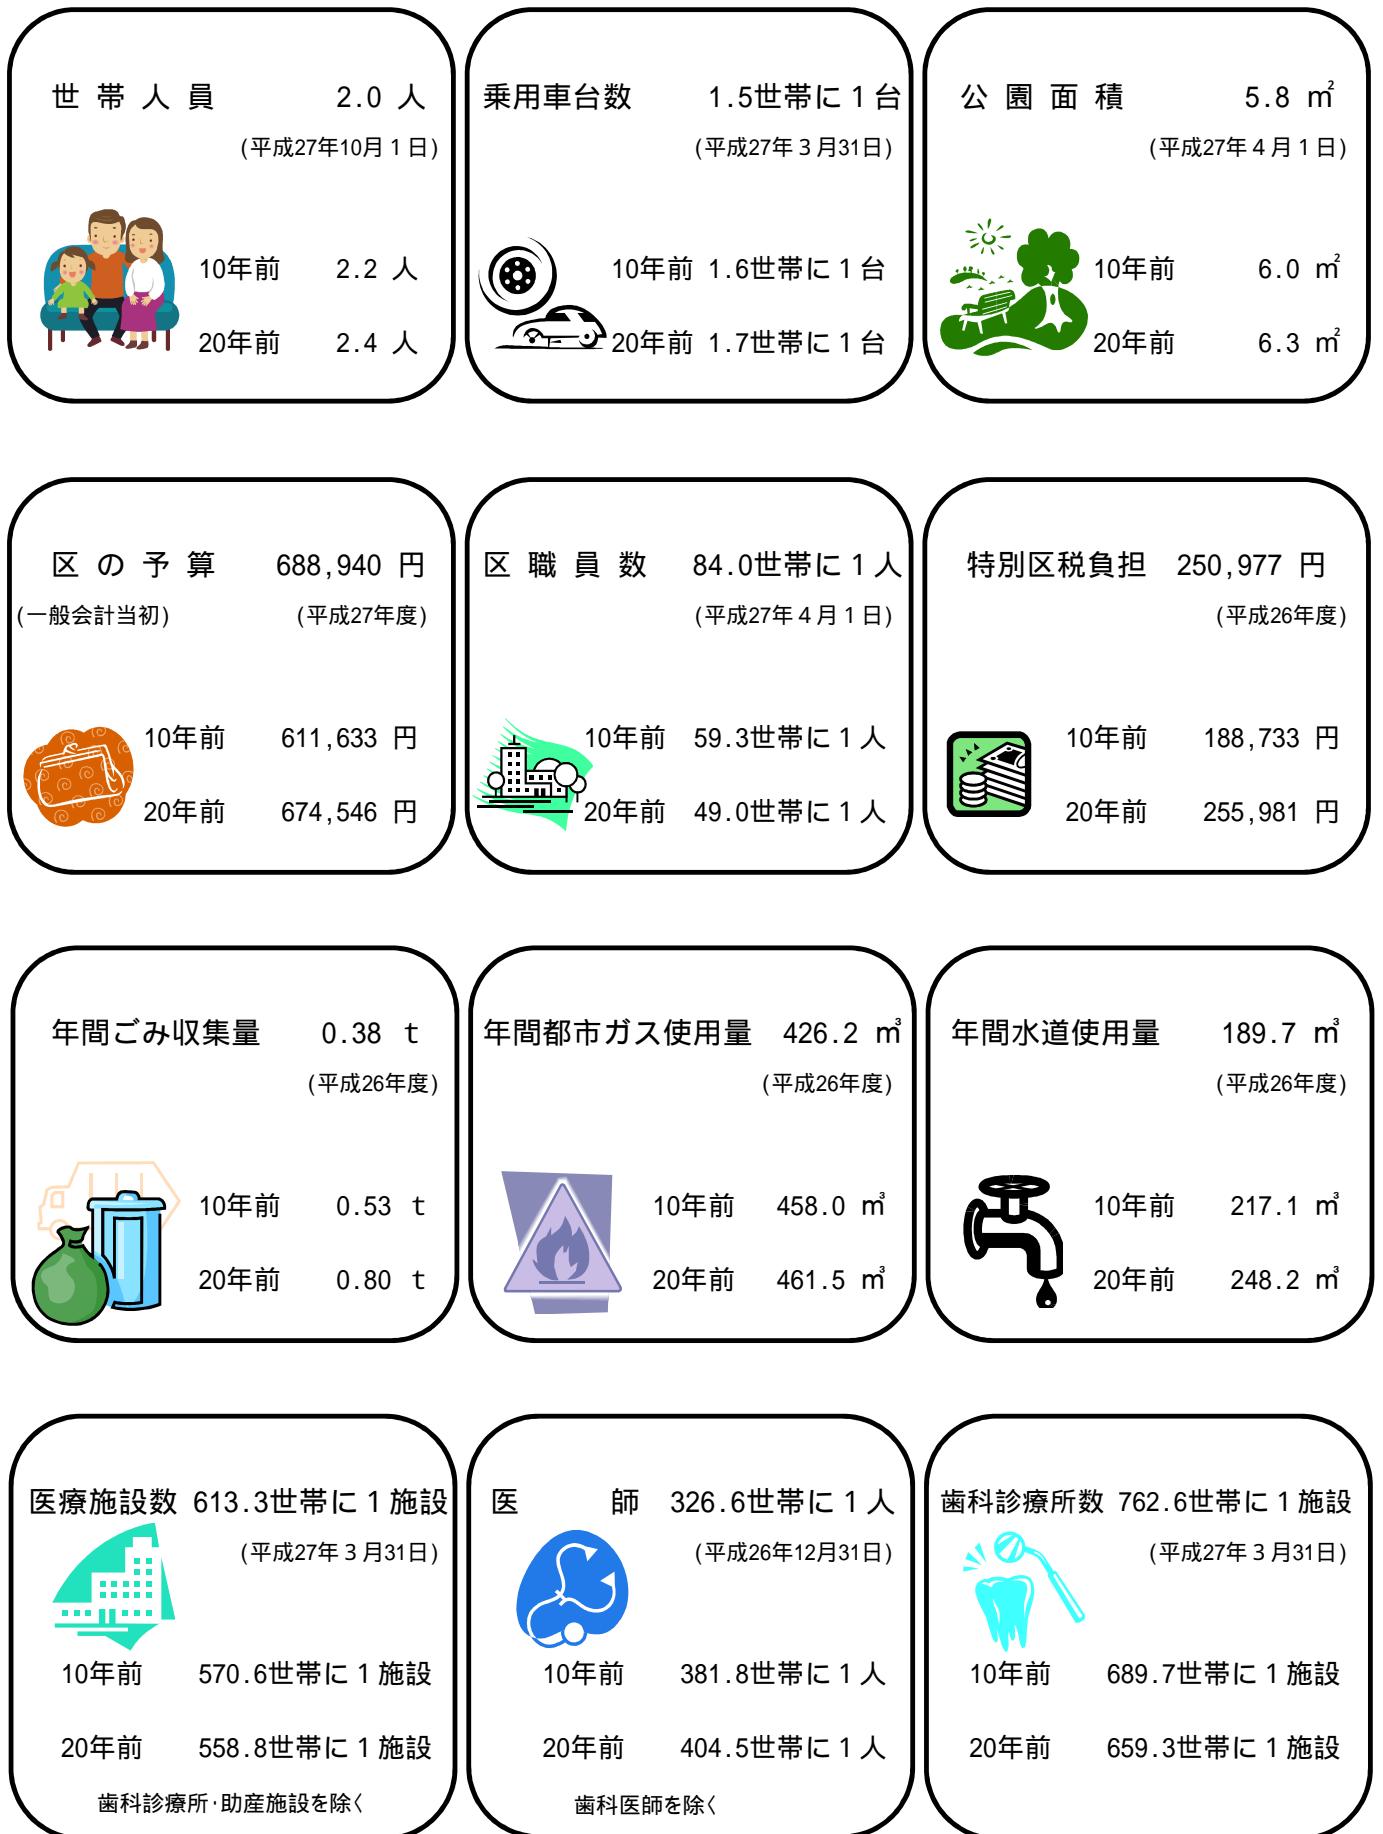 世帯人員 2.0 人
(平成27年10月１日)
10年前 2.2 人
20年前 2.4 人
乗用車台数 1.5世帯に１台
(平成27年３月31日)
10年前 1.6世帯に１台
20年前 1.7世帯に１台
公園面積 5.8 ㎡
(平成27年４月１日)
10年前 6.0 ㎡
20年前 6.3 ㎡
区の予算 688,940 円
(一般会計当初) (平成27年度)
10年前 611,633 円
20年前 674,546 円
区職員数 84.0世帯に１人
(平成27年４月１日)
10年前 59.3世帯に１人
20年前 49.0世帯に１人
特別区税負担 250,977 円
(平成26年度)
10年前 188,733 円
20年前 255,981 円
年間ごみ収集量 0.38 ｔ
(平成26年度)
10年前 0.53 ｔ
20年前 0.80 ｔ
年間都市ガス使用量 426.2 ㎥
(平成26年度)
10年前 458.0 ㎥
20年前 461.5 ㎥
年間水道使用量 189.7 ㎥
(平成26年度)
10年前 217.1 ㎥
20年前 248.2 ㎥
医療施設数 613.3世帯に１施設
(平成27年３月31日)
10年前 570.6世帯に１施設
20年前 558.8世帯に１施設
歯科診療所･助産施設を除く
医師 326.6世帯に１人
(平成26年12月31日)
10年前 381.8世帯に１人
20年前 404.5世帯に１人
歯科医師を除く
歯科診療所数 762.6世帯に１施設
(平成27年３月31日)
10年前 689.7世帯に１施設
20年前 659.3世帯に１施設